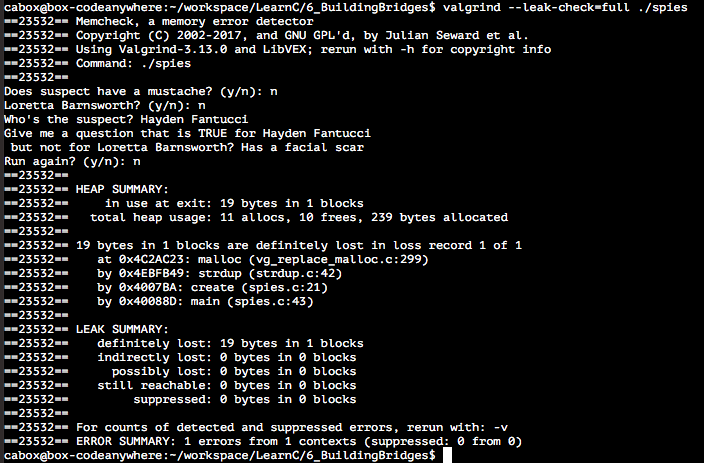 cabox@box-codeanywhere:~/workspace/LearnC/6_BuildingBridges$ valgrind --leak-check=full ./spies
==23532== Memcheck, a memory error detector
==23532== Copyright (C) 2002-2017, and GNU GPL'd, by Julian Seward et al.
==23532== Using Valgrind-3.13.0 and LibVEX; rerun with -h for copyright info
==23532== Command: ./spies
==23532==
Does suspect have a mustache? (y/n): n
Loretta Barnsworth? (y/n): n
Who's the suspect? Hayden Fantucci
Give me a question that is TRUE for Hayden Fantucci
 but not for Loretta Barnsworth? Has a facial scar
Run again? (y/n): n
==23532==
==23532== HEAP SUMMARY:
==23532==     in use at exit: 19 bytes in 1 blocks
==23532==   total heap usage: 11 allocs, 10 frees, 239 bytes allocated
==23532==
==23532== 19 bytes in 1 blocks are definitely lost in loss record 1 of 1
==23532==    at 0x4C2AC23: malloc (vg_replace_malloc.c:299)
==23532==    by 0x4EBFB49: strdup (strdup.c:42)
==23532==    by 0x4007BA: create (spies.c:21)
==23532==    by 0x40088D: main (spies.c:43)
==23532==
==23532== LEAK SUMMARY:
==23532==    definitely lost: 19 bytes in 1 blocks
==23532==    indirectly lost: 0 bytes in 0 blocks
==23532==      possibly lost: 0 bytes in 0 blocks
==23532==    still reachable: 0 bytes in 0 blocks
==23532==         suppressed: 0 bytes in 0 blocks
==23532==
==23532== For counts of detected and suppressed errors, rerun with: -v
==23532== ERROR SUMMARY: 1 errors from 1 contexts (suppressed: 0 from 0)
cabox@box-codeanywhere:~/workspace/LearnC/6_BuildingBridges$